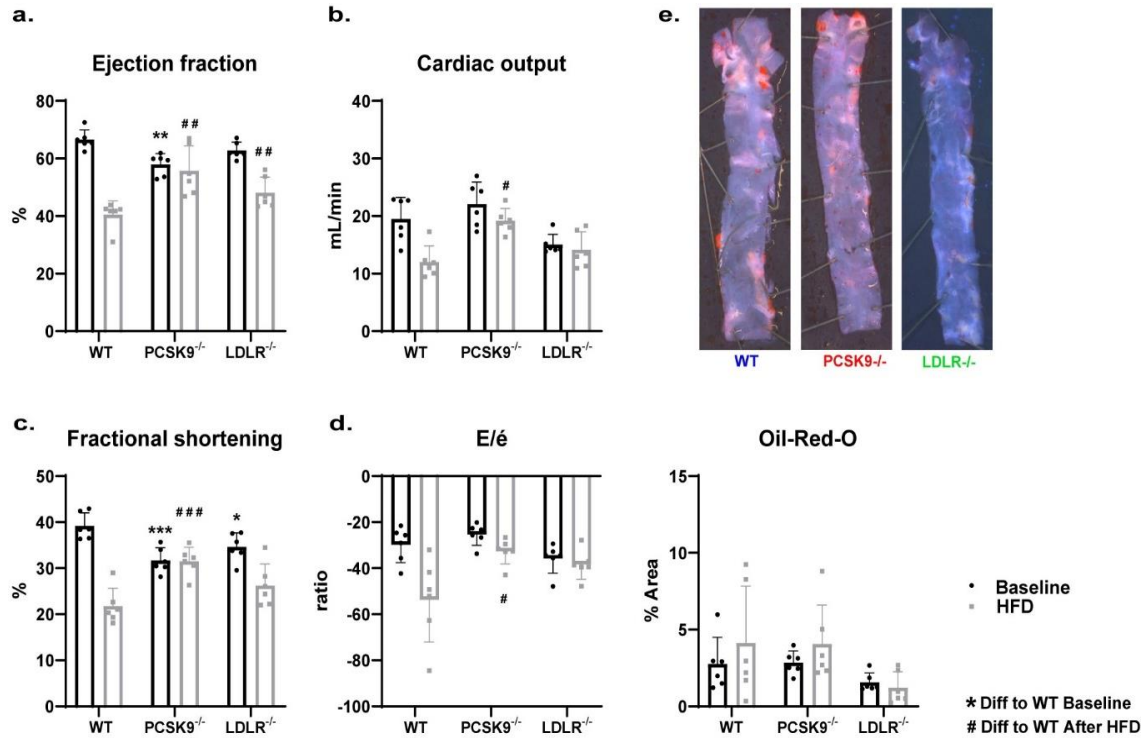 a.
Ejection fraction
80
60
40
20
0
%
**
##
##
WT
PCSK9-/-
LDLR-/-
b.
Cardiac output
40
30
20
10
0
mL/min
#
WT
PCSK9-/-
LDLR-/-
e.
WT
PCSK9-/-
LDLR-/-
c.
Fractional shortening
50
40
30
20
10
0
%
***
###
*
WT
PCSK9-/-
LDLR-/-
d.
E/é
0
-20
-40
-60
-80
-100
ratio
#
WT
PCSK9-/-
LDLR-/-
Oil-Red-O
15
10
5
0
% Area
WT
PCSK9-/-
LDLR-/-
Baseline
HFD
* Diff to WT Baseline
# Diff to WT After HFD